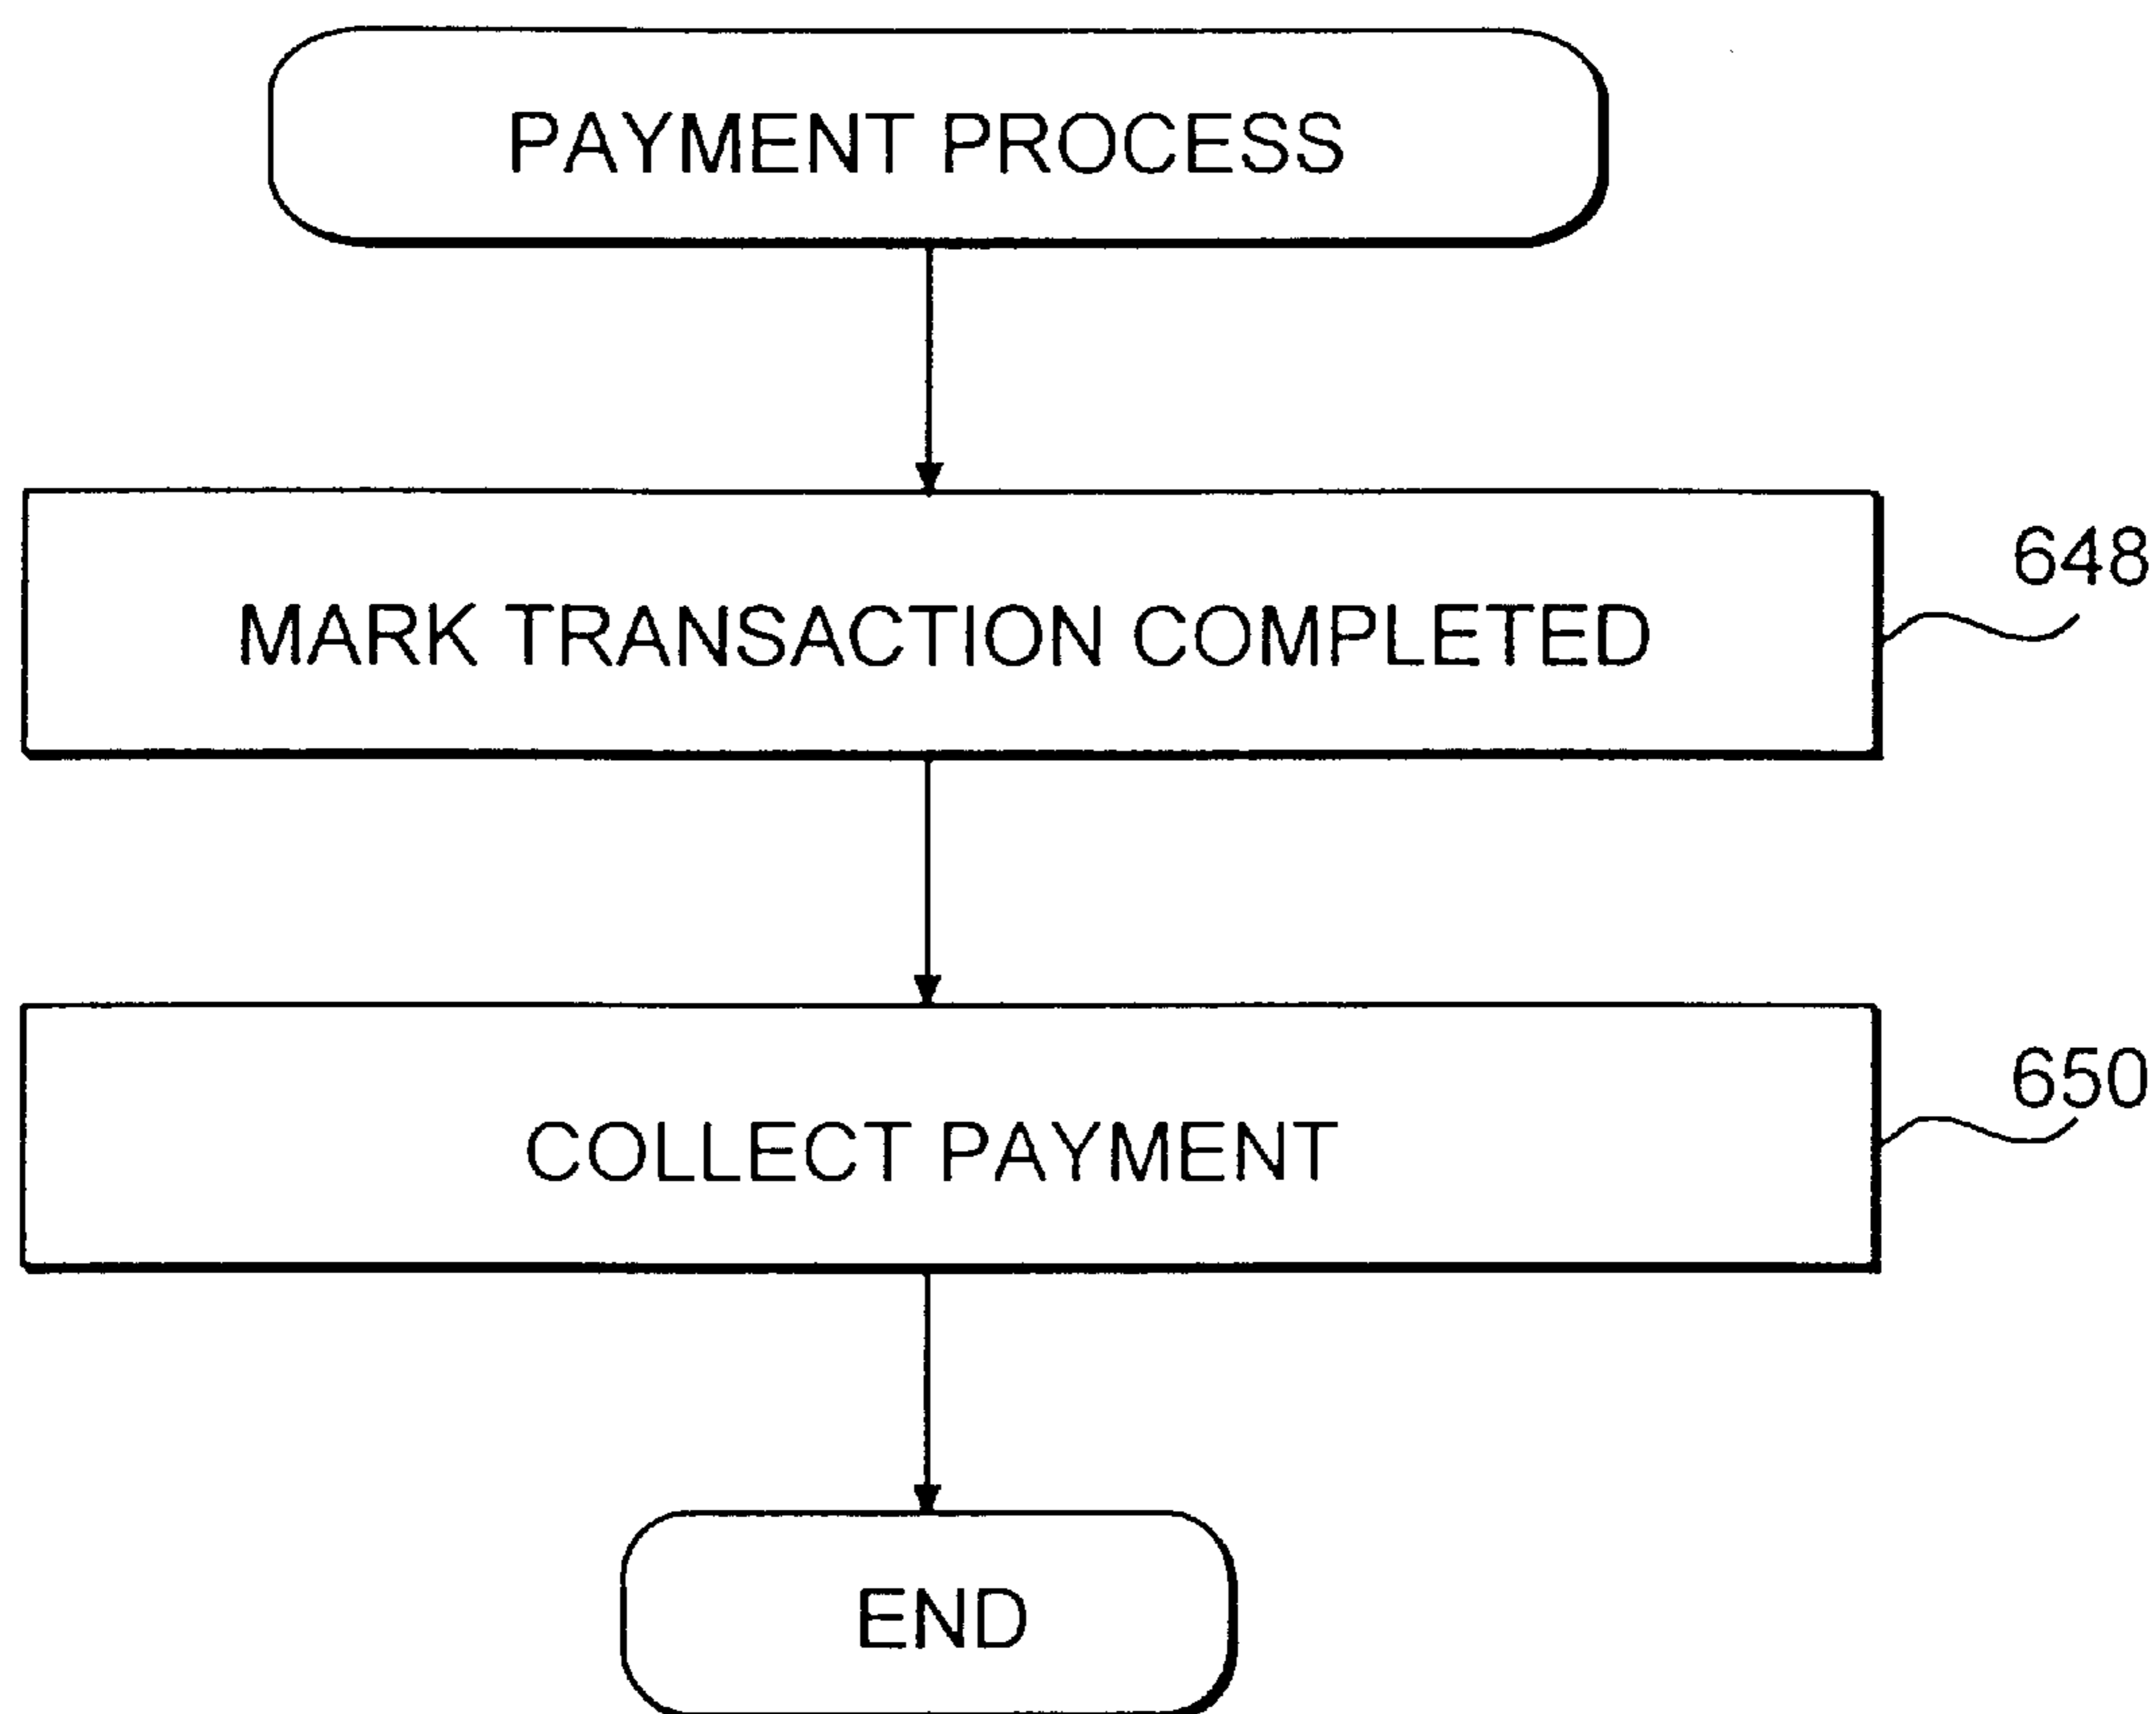 PAYMENT PROCESS
MARK TRANSACTION COMPLETED
648
COLLECT PAYMENT
650
END